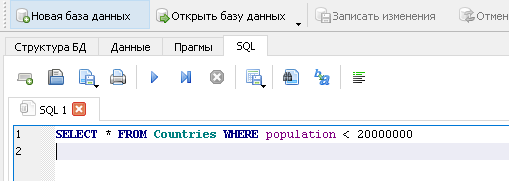 Новая база данных Открыть базу данных Записать изменения Отмен
Структура БД Данные Прагмы SQL
SQL 1
1 SELECT * FROM Countries WHERE population < 20000000
2